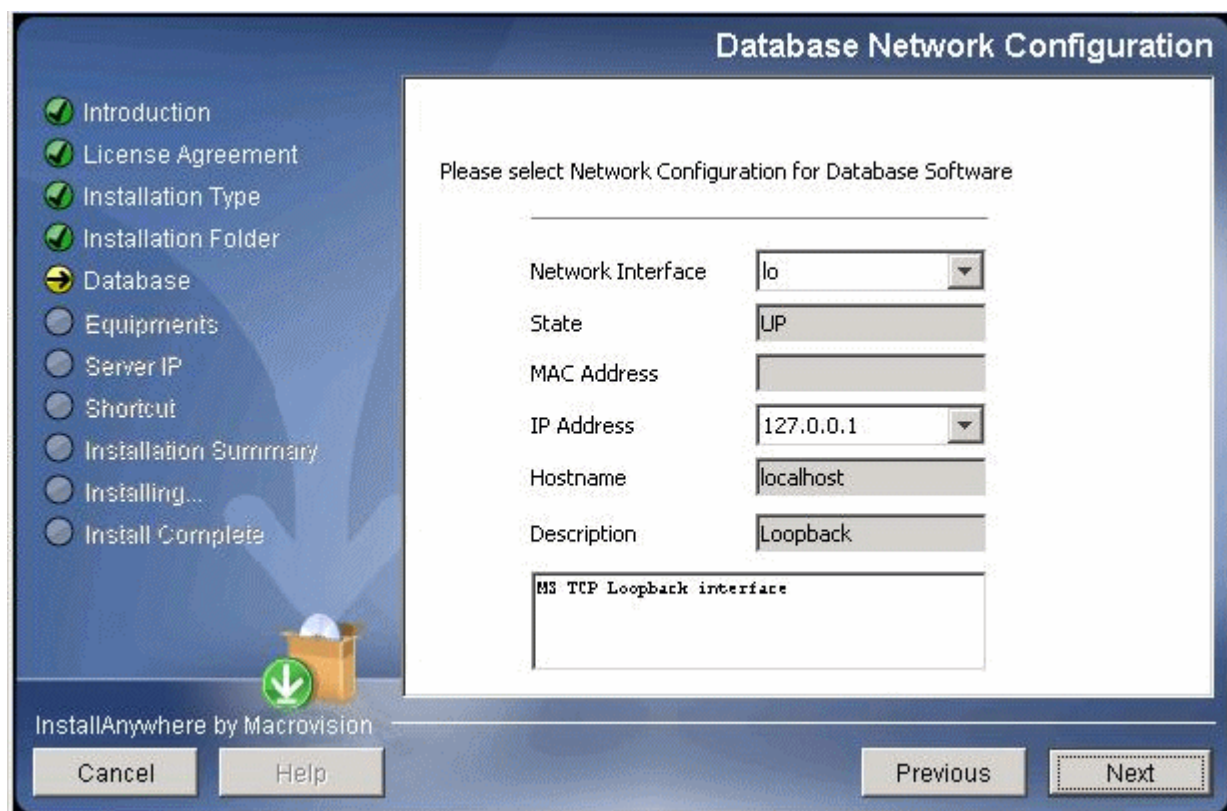 Database Network Configuration
Introduction
License Agreement
Installation Type
Installation Folder
Database
Equipments
Server IP
Shortcut
Installation Summary
Installing...
Install Complete
Please select Network Configuration for Database Software
Network Interface lo
State UP
MAC Address
IP Address 127.0.0.1
Hostname localhost
Description Loopback
MS TCP Loopback interface
InstallAnywhere by Macrovision
Cancel Help Previous Next